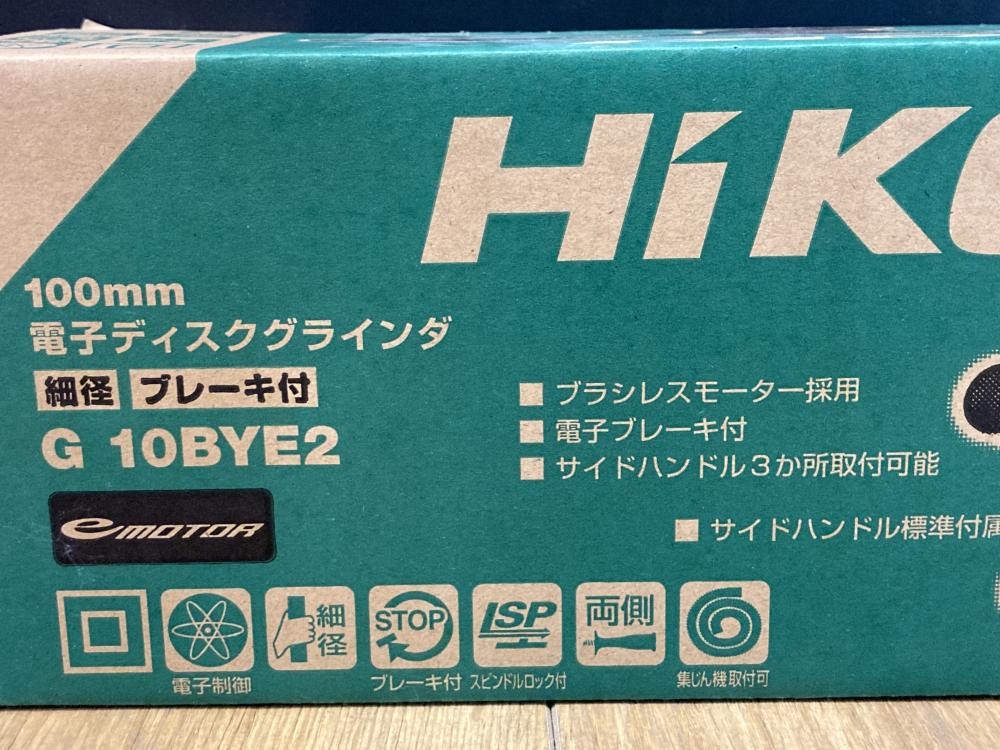 HiKO
100mm
電子ディスクグラインダ
細径 ブレーキ付
G 10BYE2
eMOTOR
■ ブラシレスモーター採用
■ 電子ブレーキ付
■ サイドハンドル3か所取付可能
■ サイドハンドル標準付属
細径
STOP
LSP
両側
電子制御
ブレーキ付
スピンドルロック付
集じん機取付可